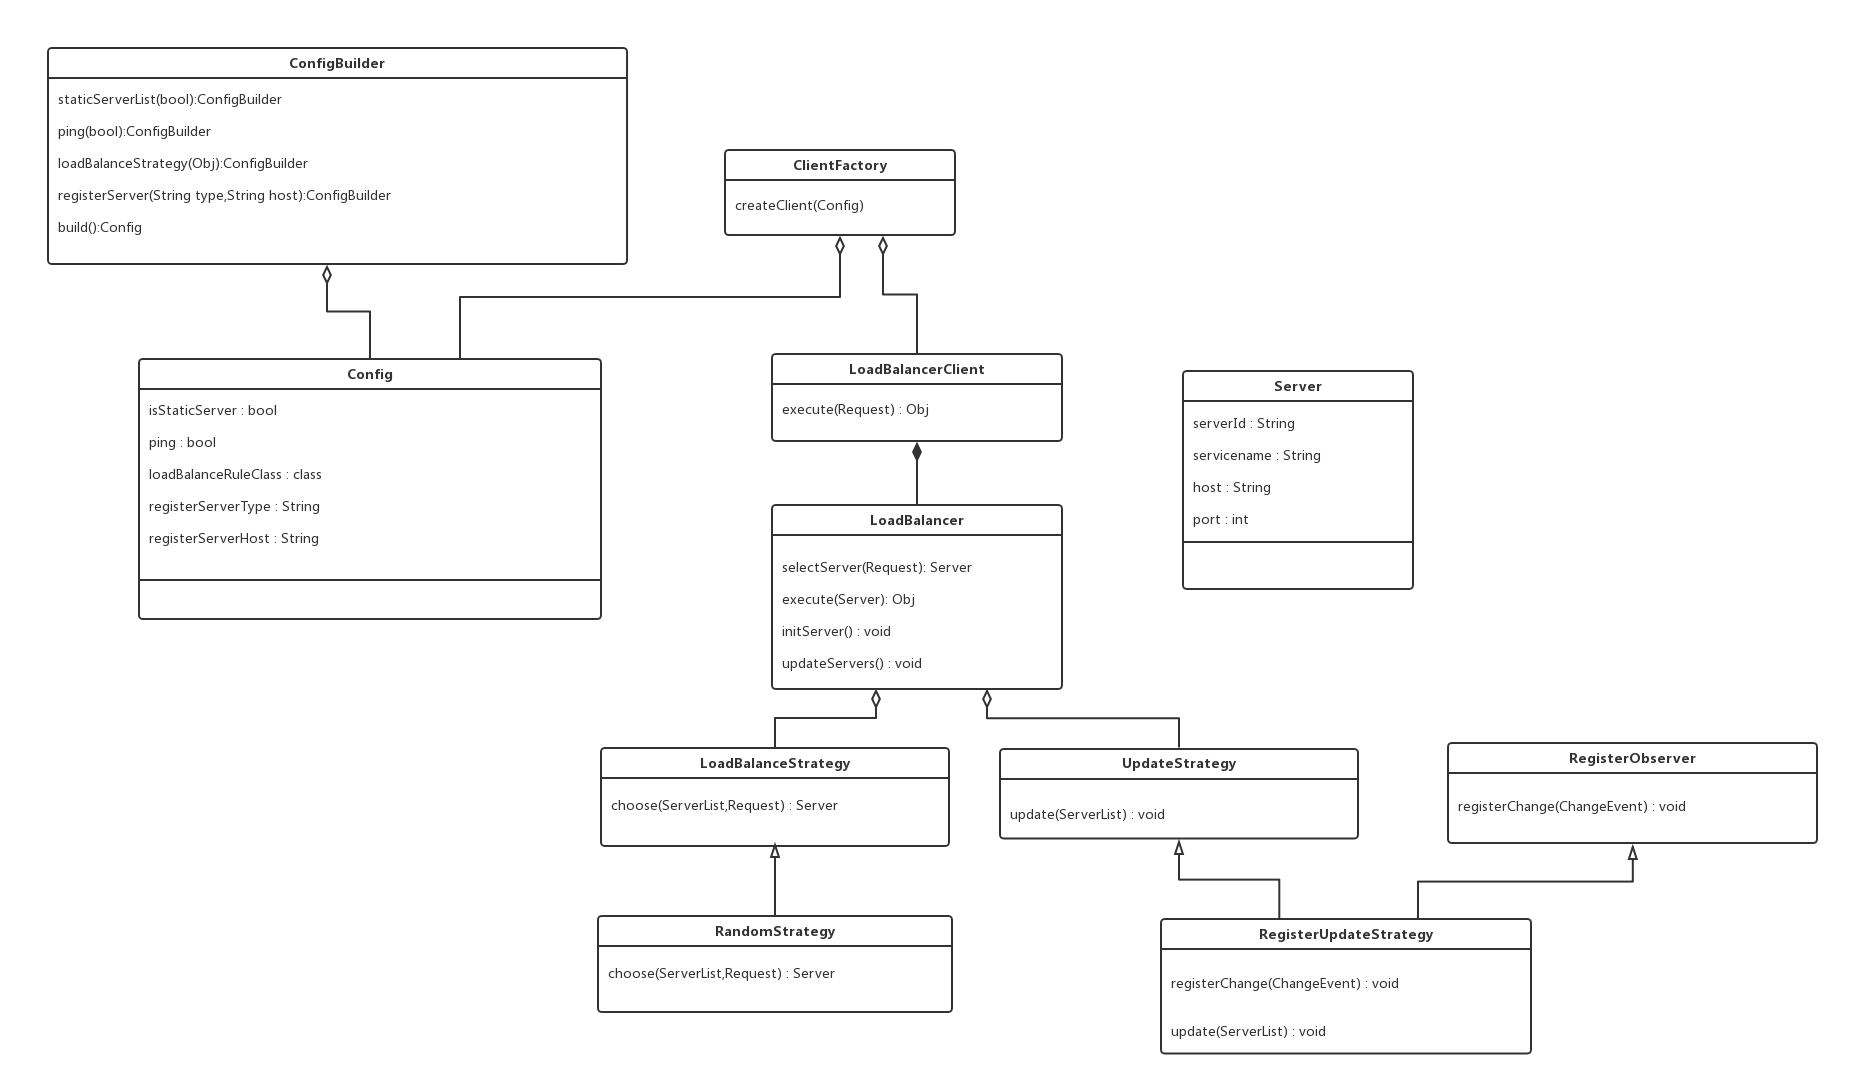 ConfigBuilder
staticServerList(bool):ConfigBuilder
ping(bool):ConfigBuilder
loadBalanceStrategy(Obj):ConfigBuilder
registerServer(String type,String host):ConfigBuilder
build():Config
ClientFactory
createClient(Config)
Config
isStaticServer : bool
ping : bool
loadBalanceRuleClass : class
registerServerType : String
registerServerHost : String
LoadBalancerClient
execute(Request) : Obj
Server
serverId : String
servicename : String
host : String
port : int
LoadBalancer
selectServer(Request): Server
execute(Server): Obj
initServer() : void
updateServers() : void
LoadBalanceStrategy
choose(ServerList,Request) : Server
UpdateStrategy
update(ServerList) : void
RegisterObserver
registerChange(ChangeEvent) : void
RandomStrategy
choose(ServerList,Request) : Server
RegisterUpdateStrategy
registerChange(ChangeEvent) : void
update(ServerList) : void